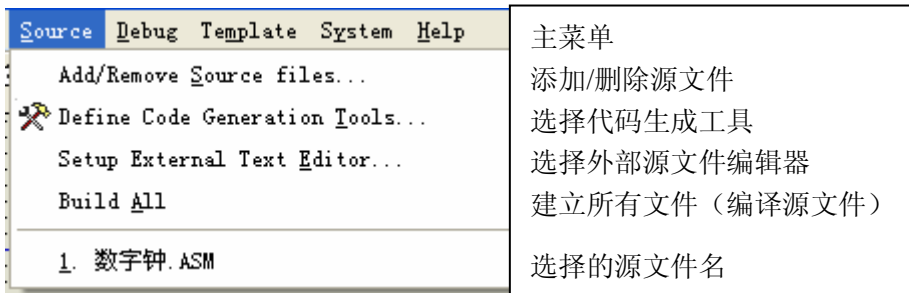 Source Debug Template System Help 主菜单
Add/Remove Source files... 添加/删除源文件
Define Code Generation Tools... 选择代码生成工具
Setup External Text Editor... 选择外部源文件编辑器
Build All 建立所有文件（编译源文件）
1. 数字钟.ASM 选择的源文件名